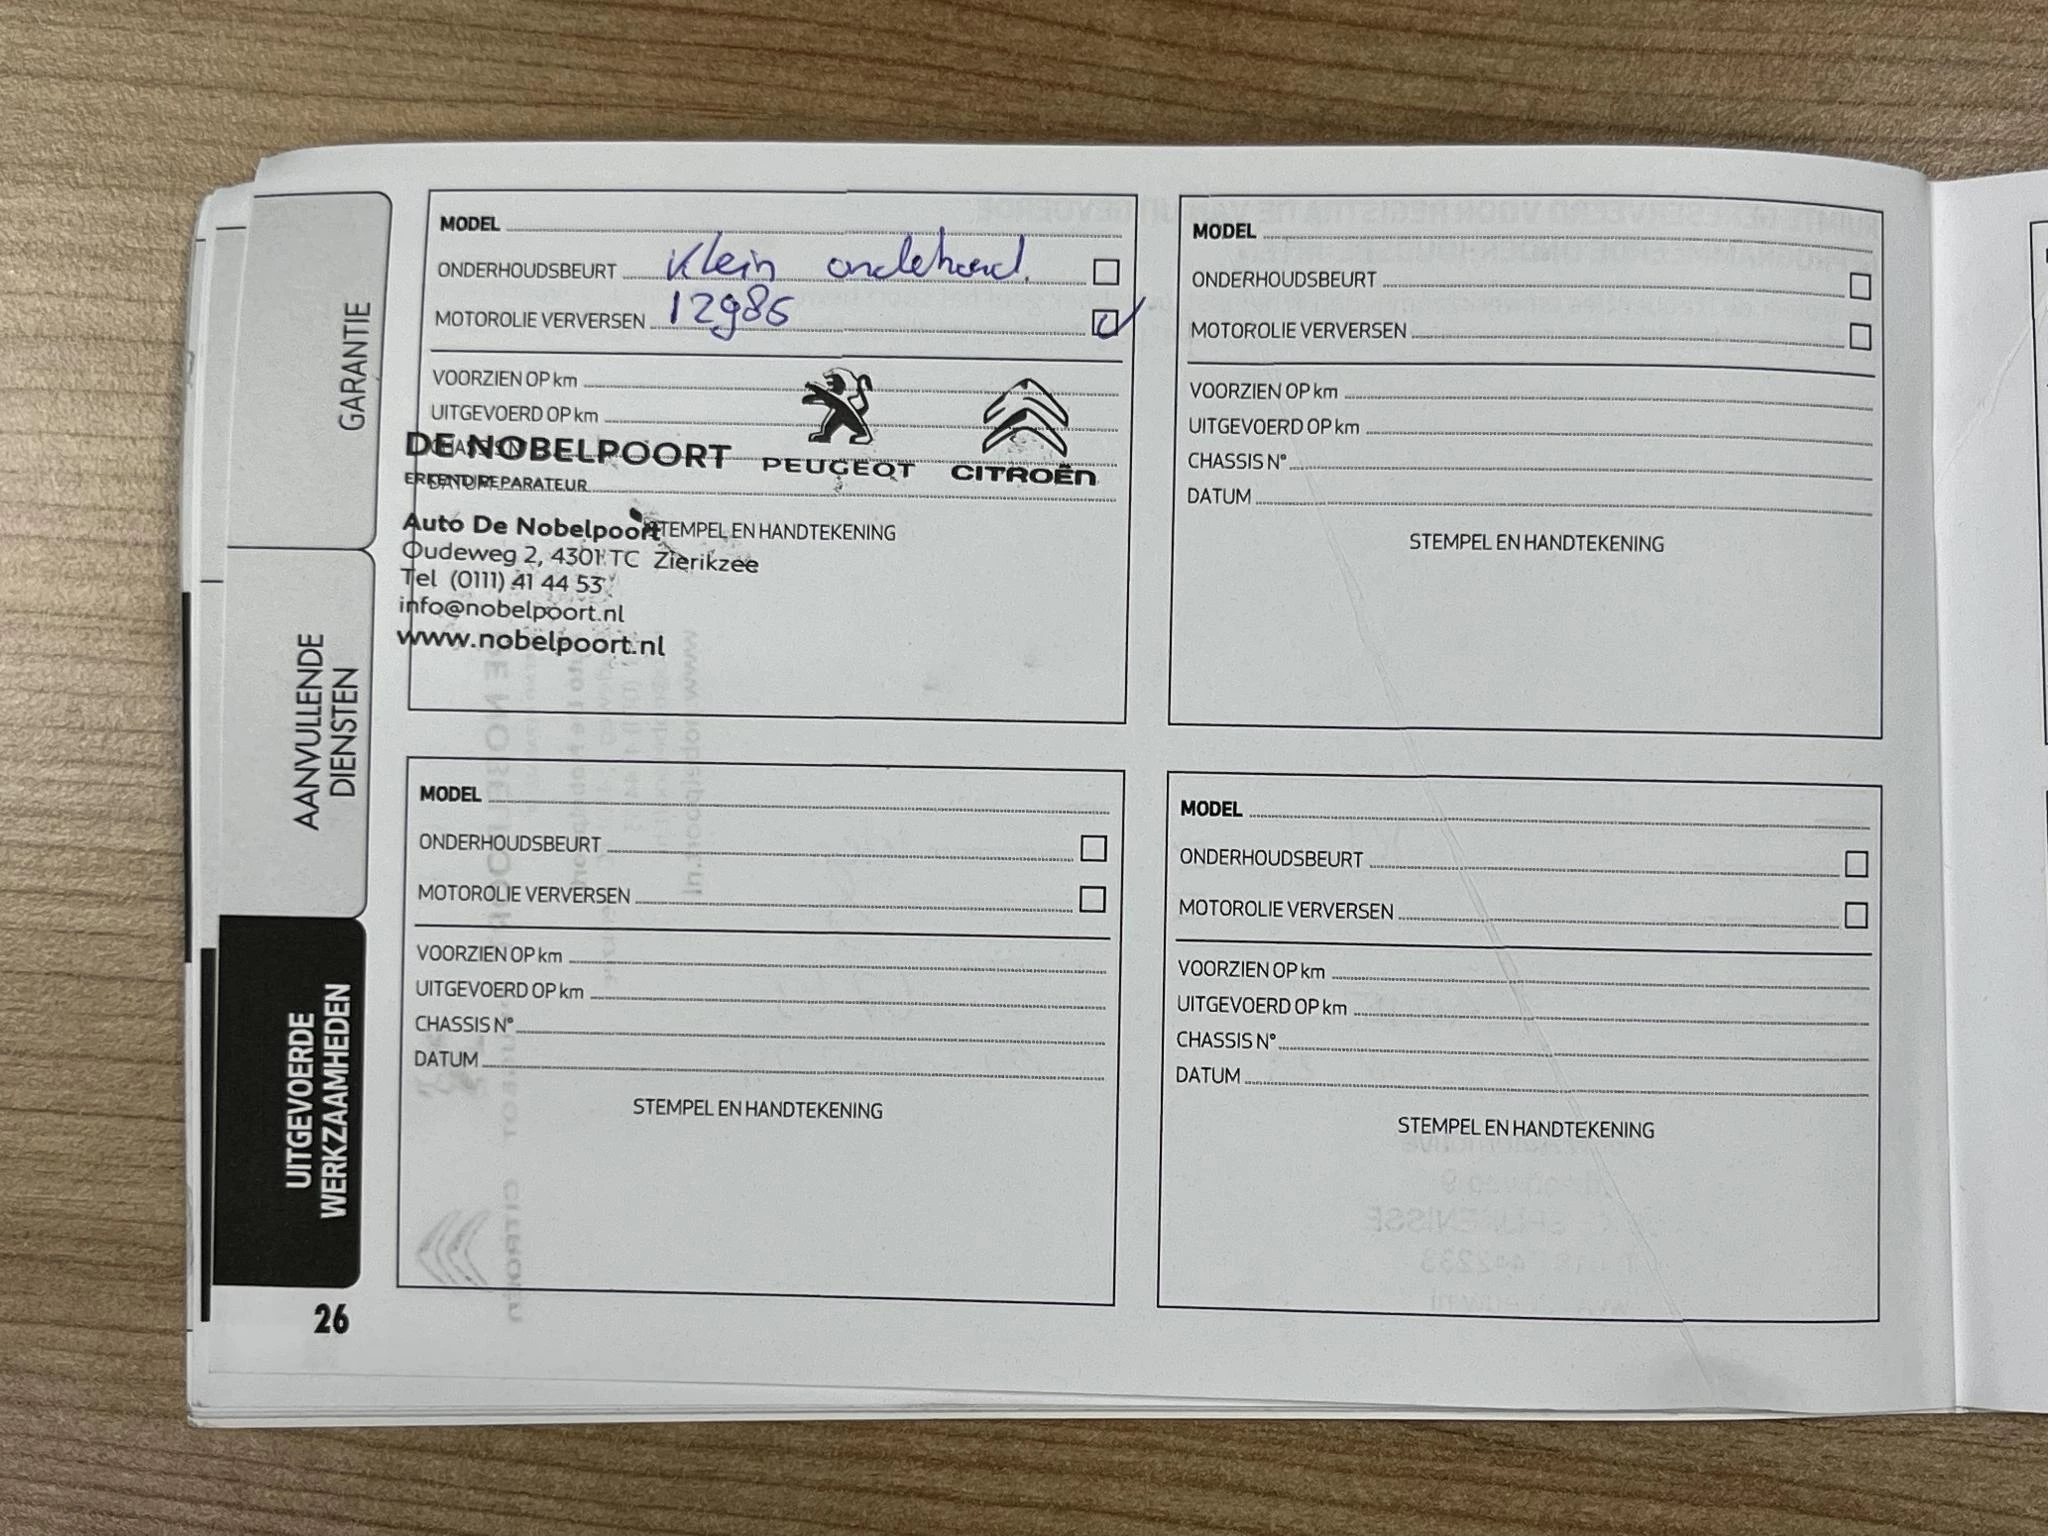 GARANTIE
AANVULLENDE
DIENSTEN
UITGEVOERDE
WERKZAAMHEDEN
26
MODEL
ONDERHOUDSBEURT Klein onderhoud.
MOTOROLIE VERVERSEN 12985
VOORZIEN OP km
UITGEVOERD OP km
CHASSIS N°
DATUM
STEMPEL EN HANDTEKENING
DE NOBELPOORT
ERKEND REPARATEUR
PEUGEOT
CITROËN
Auto De Nobelpoort
Oudeweg 2, 4301 TC Zierikzee
Tel (0111) 41 44 53
info@nobelpoort.nl
www.nobelpoort.nl
MODEL
ONDERHOUDSBEURT
MOTOROLIE VERVERSEN
VOORZIEN OP km
UITGEVOERD OP km
CHASSIS N°
DATUM
STEMPEL EN HANDTEKENING
MODEL
ONDERHOUDSBEURT
MOTOROLIE VERVERSEN
VOORZIEN OP km
UITGEVOERD OP km
CHASSIS N°
DATUM
STEMPEL EN HANDTEKENING
MODEL
ONDERHOUDSBEURT
MOTOROLIE VERVERSEN
VOORZIEN OP km
UITGEVOERD OP km
CHASSIS N°
DATUM
STEMPEL EN HANDTEKENING